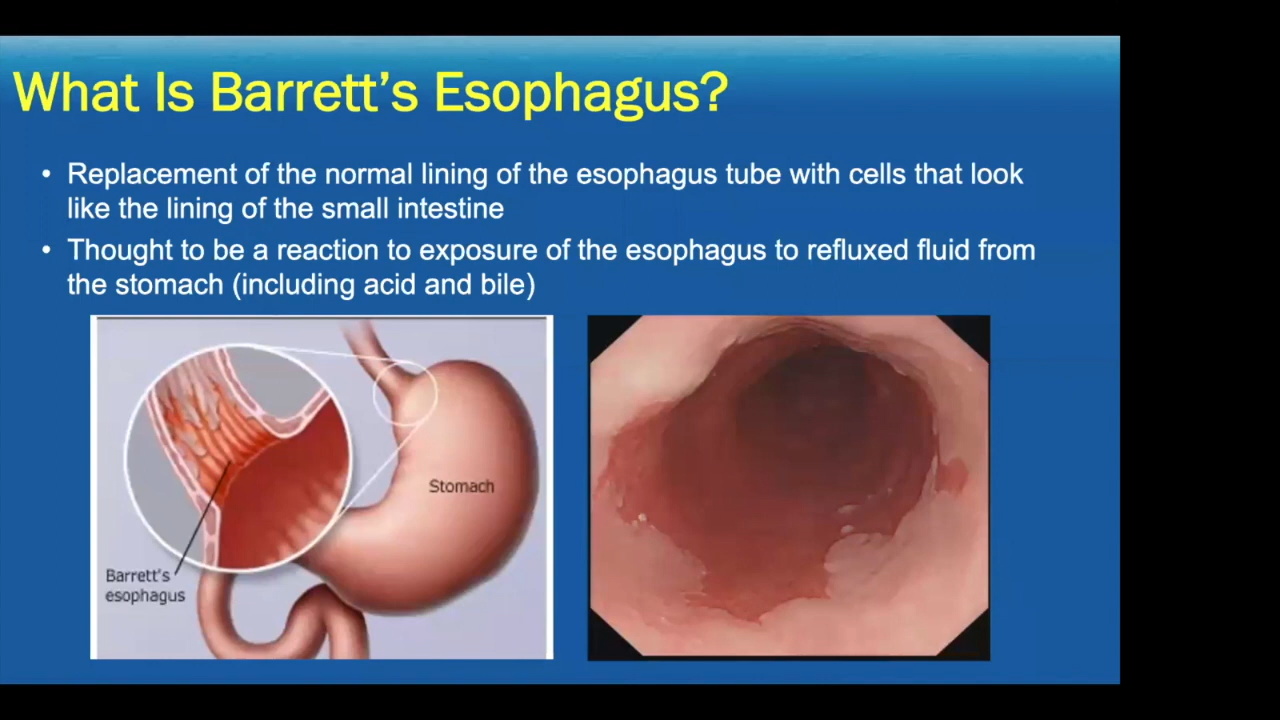 What Is Barrett’s Esophagus?
• Replacement of the normal lining of the esophagus tube with cells that look
like the lining of the small intestine
• Thought to be a reaction to exposure of the esophagus to refluxed fluid from
the stomach (including acid and bile)
Stomach
Barrett's
esophagus